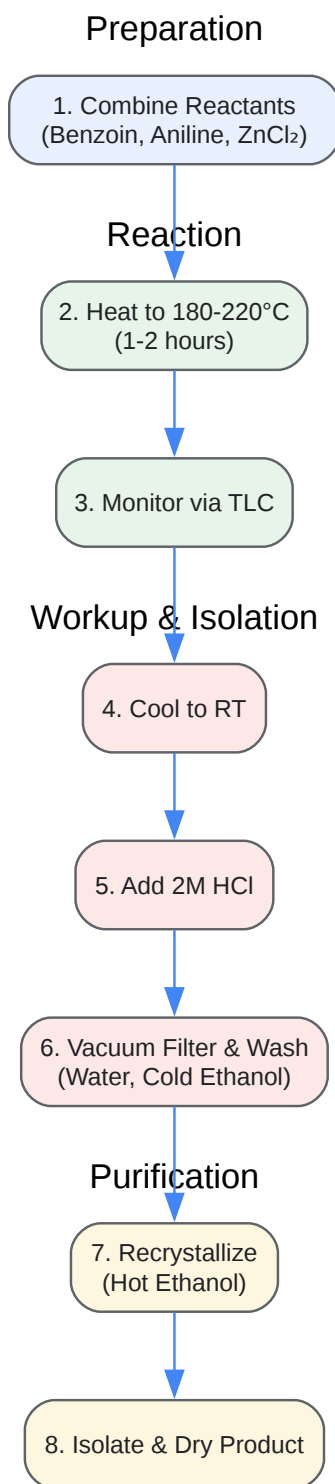 Preparation
1. Combine Reactants
(Benzoin, Aniline, ZnCl₂)
Reaction
2. Heat to 180-220°C
(1-2 hours)
3. Monitor via TLC
Workup & Isolation
4. Cool to RT
5. Add 2M HCl
6. Vacuum Filter & Wash
(Water, Cold Ethanol)
Purification
7. Recrystallize
(Hot Ethanol)
8. Isolate & Dry Product